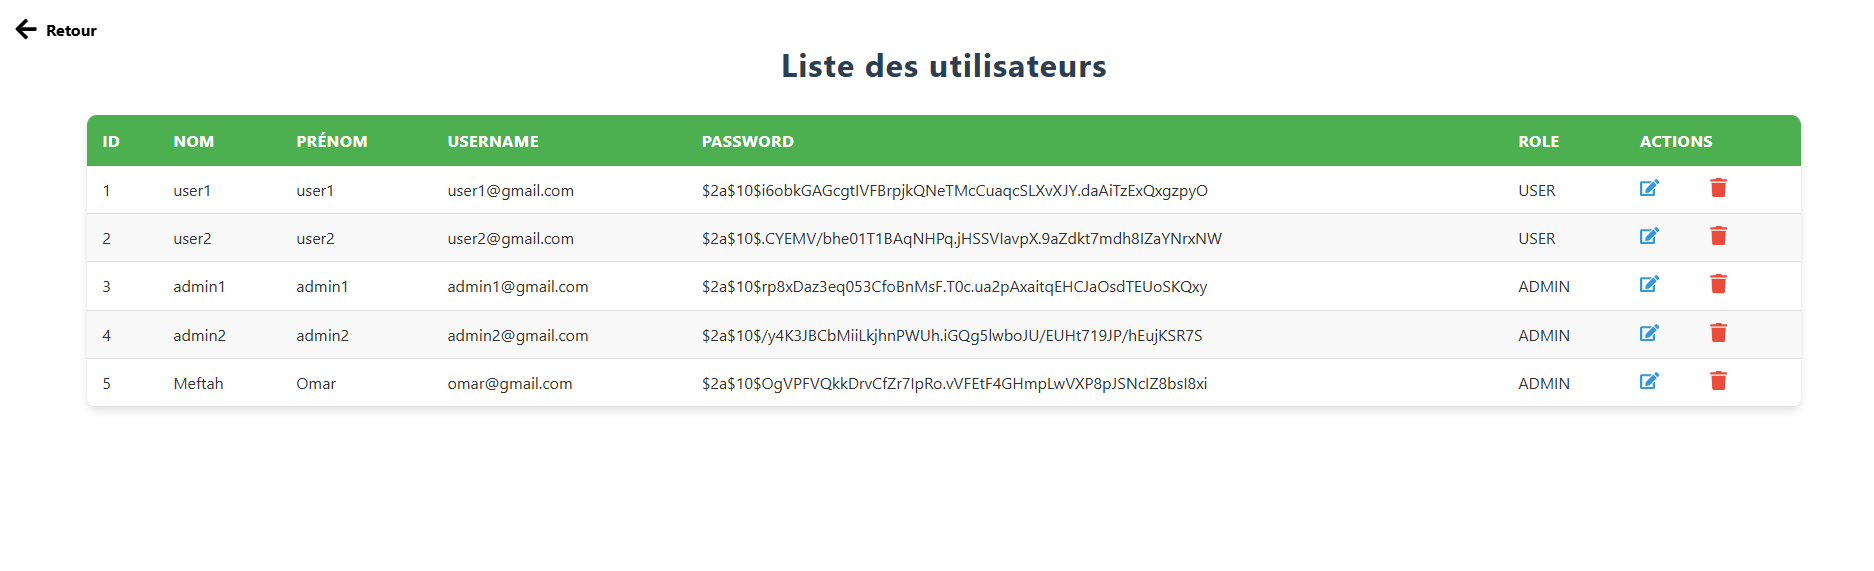 Retour
Liste des utilisateurs
ID NOM PRÉNOM USERNAME PASSWORD ROLE ACTIONS
1 user1 user1 user1@gmail.com $2a$10$i6obkGAGcgtIVFBrpjkQNeTMcCuaqcSLXvXJY.daAiTzExQxgzpyO USER
2 user2 user2 user2@gmail.com $2a$10$.CYEMV/bhe01T1BAqNHPq.jHSSVIavpX.9aZdkt7mdh8IZaYNrxNW USER
3 admin1 admin1 admin1@gmail.com $2a$10$rp8xDaz3eq053CfoBnMsF.T0c.ua2pAxaitqEHCJaOsdTEUoSKQxy ADMIN
4 admin2 admin2 admin2@gmail.com $2a$10$/y4K3JBCbMiiLkjhnPWUh.iGQg5lwboJU/EUHt719JP/hEujKSR7S ADMIN
5 Meftah Omar omar@gmail.com $2a$10$OgVPFVQkkDrvCfZr7IpRo.vVFEtF4GHmpLwVXP8pJSNcIZ8bsI8xi ADMIN